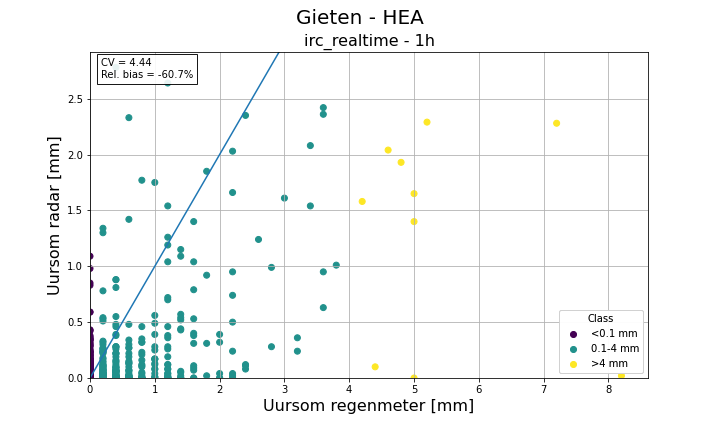 Gieten - HEA
irc_realtime - 1h
CV = 4.44
Rel. bias = -60.7%
Uursom radar [mm]
2.5
2.0
1.5
1.0
0.5
0.0
0 1 2 3 4 5 6 7 8
Uursom regenmeter [mm]
Class
<0.1 mm
0.1-4 mm
>4 mm